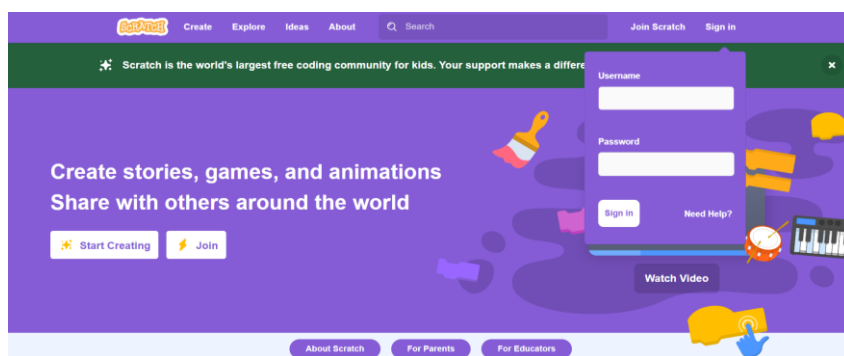 SCRATCH Create Explore Ideas About Search Join Scratch Sign in
Scratch is the world's largest free coding community for kids. Your support makes a differe
Username
Password
Sign in Need Help?
Create stories, games, and animations
Share with others around the world
Start Creating Join
Watch Video
About Scratch For Parents For Educators